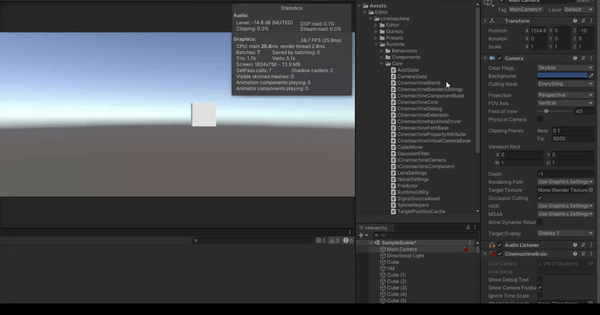 Statistics
Audio:
Level: -74.8 dB (MUTED)
DSP load: 0.1%
Clipping: 0.0%
Stream load: 0.0%
Graphics:
38.7 FPS (25.8ms)
CPU: main 25.8ms render thread 2.9ms
Batches: 7
Saved by batching: 0
Tris: 1.7k
Verts: 5.1k
Screen: 1624x750 - 13.9 MB
SetPass calls: 7
Shadow casters: 2
Visible skinned meshes: 0
Animation components playing: 0
Animator components playing: 0
Assets
Editor
cinemachine
Editor
Gizmos
Presets
Runtime
Behaviours
Components
Core
AxisState
CameraState
CinemachineBlend
CinemachineBlenderSettings
CinemachineComponentBase
CinemachineCore
CinemachineDebug
CinemachineExtension
CinemachineInputAxisDriver
CinemachinePathBase
CinemachinePropertyAttribute
CinemachineVirtualCameraBase
CubeMove
GaussianFilter
ICinemachineCamera
ICinemachineComponent
LensSettings
NoiseSettings
Predictor
RuntimeUtility
SignalSourceAsset
SplineHelpers
TargetPositionCache
Hierarchy
SampleScene*
Main Camera
Directional Light
Cube
VM
Cube (1)
Cube (2)
Cube (3)
Cube (4)
Cube (5)
Tag MainCamera
Layer Default
Transform
Position X 1524.5 Y 0 Z -10
Rotation X 0 Y 0 Z 0
Scale X 1 Y 1 Z 1
Camera
Clear Flags Skybox
Background
Culling Mask Everything
Projection Perspective
FOV Axis Vertical
Field of View 40
Physical Camera
Clipping Planes Near 0.1
Far 5000
Viewport Rect
X 0 Y 0
W 1 H 1
Depth -1
Rendering Path Use Graphics Settings
Target Texture None (Render Texture
Occlusion Culling
HDR Use Graphics Settings
MSAA Use Graphics Settings
Allow Dynamic Resol
Target Display Display 1
Audio Listener
CinemachineBrain
Live Camera VM (Transform)
Live Blend
Show Debug Text
Show Camera Frustum
Ignore Time Scale